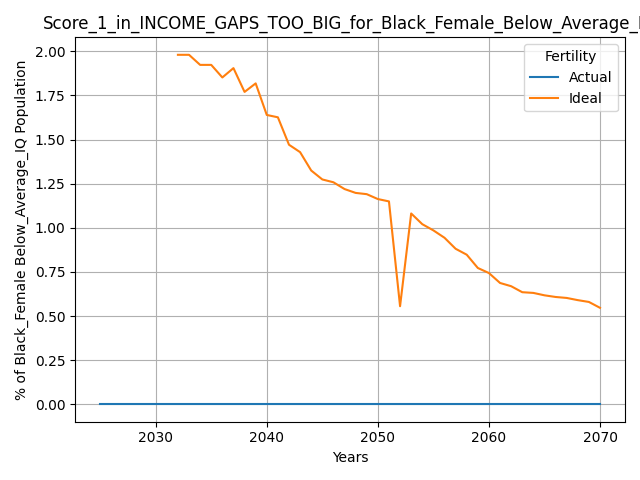 Score_1_in_INCOME_GAPS_TOO_BIG_for_Black_Female_Below_Average_
Fertility
Actual
Ideal
% of Black_Female Below_Average_IQ Population
2.00
1.75
1.50
1.25
1.00
0.75
0.50
0.25
0.00
2030 2040 2050 2060 2070
Years